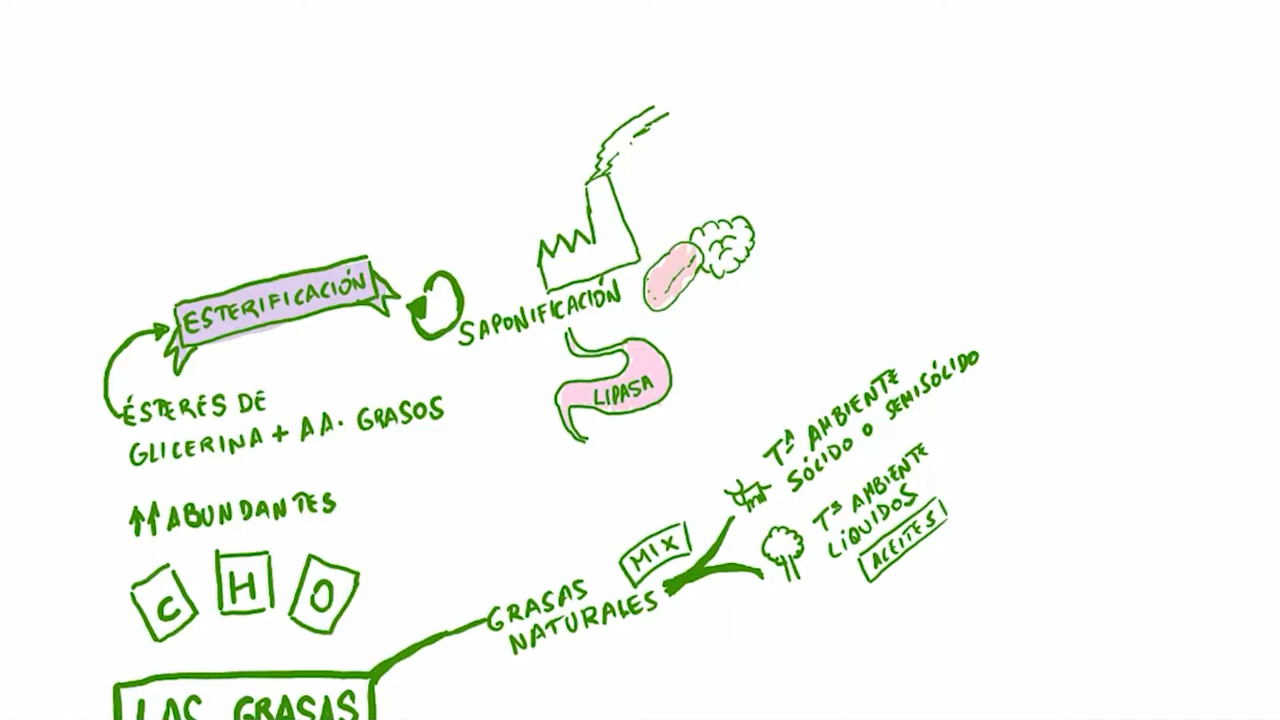 ESTERIFICACIÓN
SAPONIFICACIÓN
LIPASA
ÉSTERES DE
GLICERINA + AA. GRASOS
↑↑ABUNDANTES
C H O
LAS GRASAS
GRASAS
NATURALES
MIX
Tª AMBIENTE
SÓLIDO O SEMISÓLIDO
Tª AMBIENTE
LÍQUIDOS
ACEITES